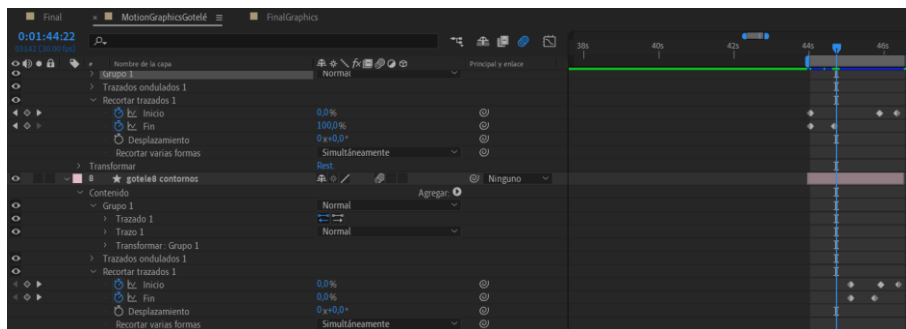 Final × MotionGraphicsGotelé FinalGraphics
0:01:44:22
03142 (30.00 fps)
38s 40s 42s 44s 46s
# Nombre de la capa Principal y enlace
Grupo 1 Normal
Trazados ondulados 1
Recortar trazados 1
Inicio 0,0%
Fin 100,0%
Desplazamiento 0x+0,0°
Recortar varias formas Simultáneamente
Transformar Rest.
8 gotele8 contornos Ninguno
Contenido Agregar:
Grupo 1 Normal
Trazado 1
Trazo 1 Normal
Transformar: Grupo 1
Trazados ondulados 1
Recortar trazados 1
Inicio 0,0%
Fin 0,0%
Desplazamiento 0x+0,0°
Recortar varias formas Simultáneamente